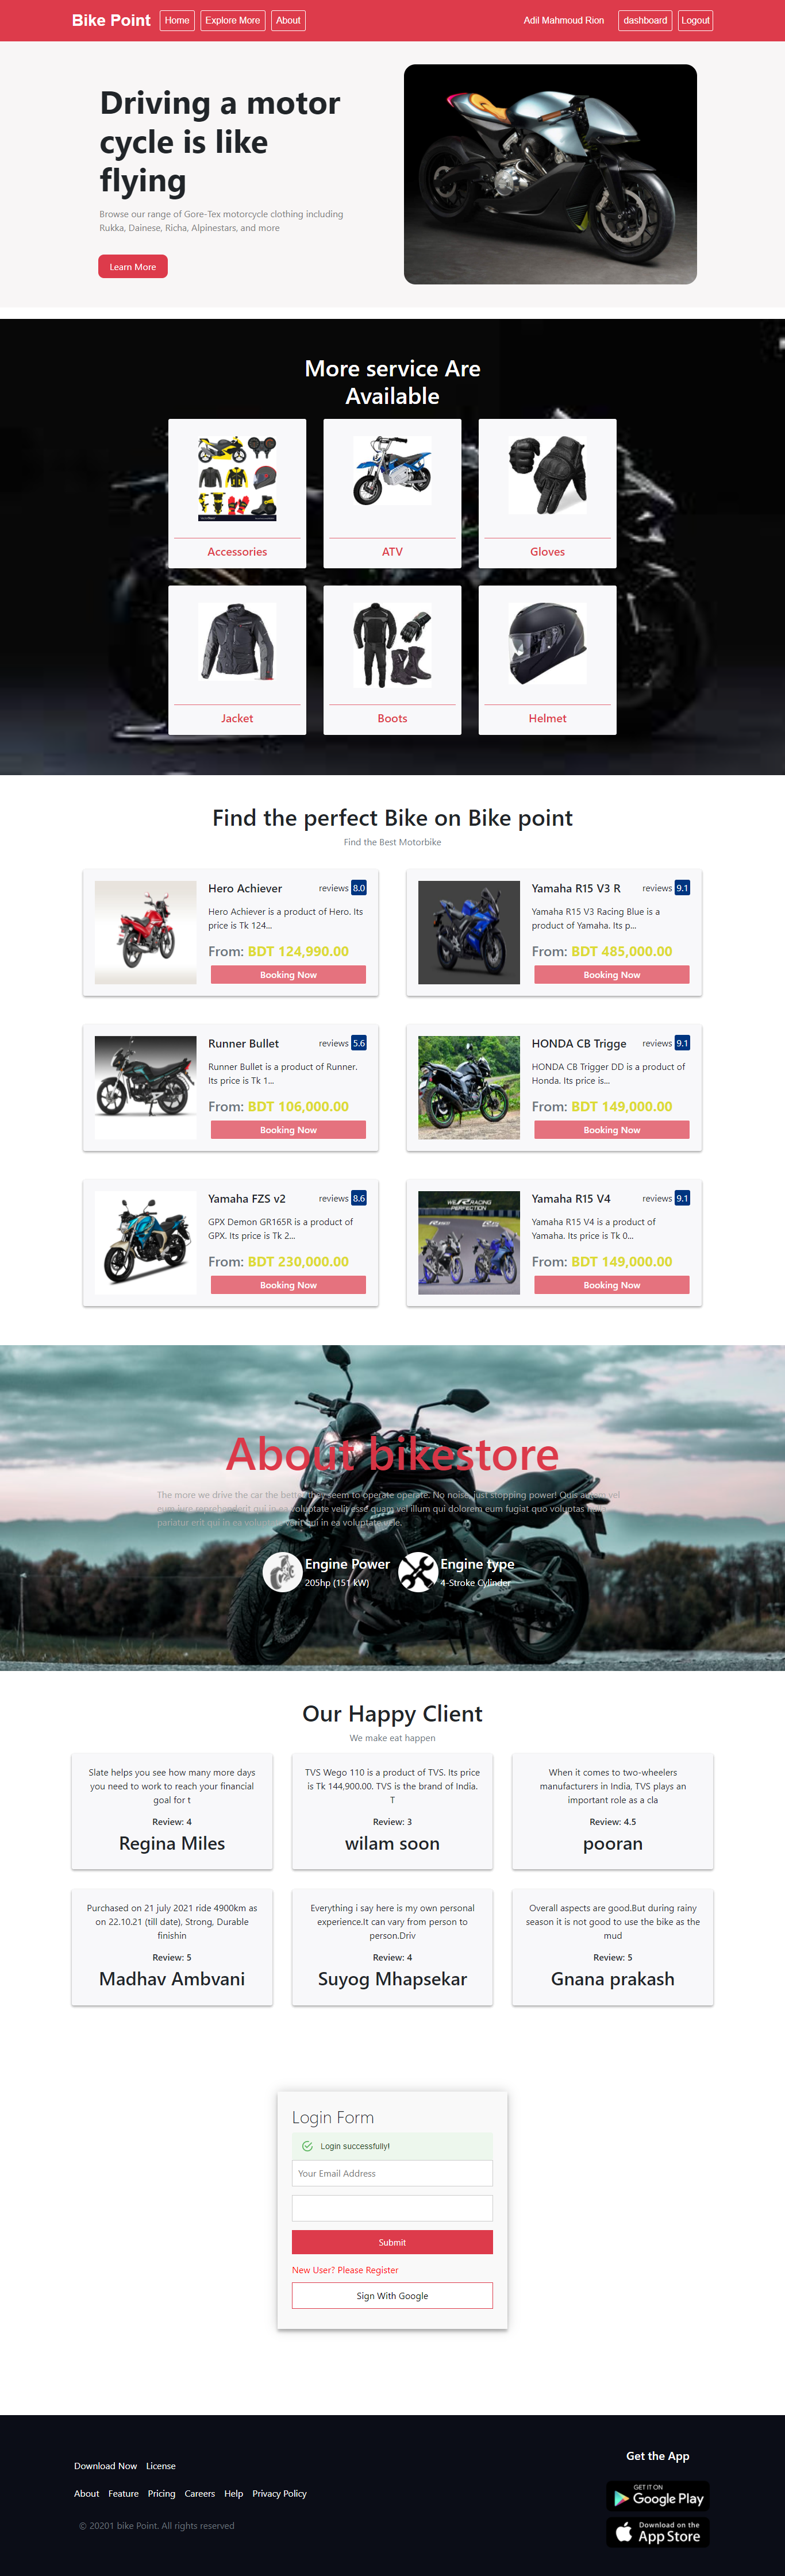 Bike Point Home Explore More About Adil Mahmoud Rion dashboard Logout
Driving a motor
cycle is like
flying
Browse our range of Gore-Tex motorcycle clothing including
Rukka, Dainese, Richa, Alpinestars, and more
Learn More
More service Are
Available
Accessories ATV Gloves
Jacket Boots Helmet
Find the perfect Bike on Bike point
Find the Best Motorbike
Hero Achiever reviews 8.0
Hero Achiever is a product of Hero. Its
price is Tk 124...
From: BDT 124,990.00
Booking Now
Yamaha R15 V3 R reviews 9.1
Yamaha R15 V3 Racing Blue is a
product of Yamaha. Its p...
From: BDT 485,000.00
Booking Now
Runner Bullet reviews 5.6
Runner Bullet is a product of Runner.
Its price is Tk 1...
From: BDT 106,000.00
Booking Now
HONDA CB Trigge reviews 9.1
HONDA CB Trigger DD is a product of
Honda. Its price is...
From: BDT 149,000.00
Booking Now
Yamaha FZS v2 reviews 8.6
GPX Demon GR165R is a product of
GPX. Its price is Tk 2...
From: BDT 230,000.00
Booking Now
WE R RACING
PERFECTION
Yamaha R15 V4 reviews 9.1
Yamaha R15 V4 is a product of
Yamaha. Its price is Tk 0...
From: BDT 149,000.00
Booking Now
About bikestore
The more we drive the car the better they seem to operate operate. No noise, just stopping power! Quis autem vel
eum iure reprehenderit qui in ea voluptate velit esse quam vel illum qui dolorem eum fugiat quo voluptas
pariatur erit qui in ea voluptate velit qui in ea voluptate
Engine Power
205hp (151 kW)
Engine type
4-Stroke Cylinder
Our Happy Client
We make eat happen
Slate helps you see how many more days
you need to work to reach your financial
goal for t
Review: 4
Regina Miles
TVS Wego 110 is a product of TVS. Its price
is Tk 144,900.00. TVS is the brand of India.
T
Review: 3
wilam soon
When it comes to two-wheelers
manufacturers in India, TVS plays an
important role as a cla
Review: 4.5
pooran
Purchased on 21 july 2021 ride 4900km as
on 22.10.21 (till date), Strong, Durable
finishin
Review: 5
Madhav Ambvani
Everything i say here is my own personal
experience.It can vary from person to
person.Driv
Review: 4
Suyog Mhapsekar
Overall aspects are good.But during rainy
season it is not good to use the bike as the
mud
Review: 5
Gnana prakash
Login Form
Login successfully!
Your Email Address
Submit
New User? Please Register
Sign With Google
Download Now License
About Feature Pricing Careers Help Privacy Policy
© 20201 bike Point. All rights reserved
Get the App
GET IT ON
Google Play
Download on the
App Store